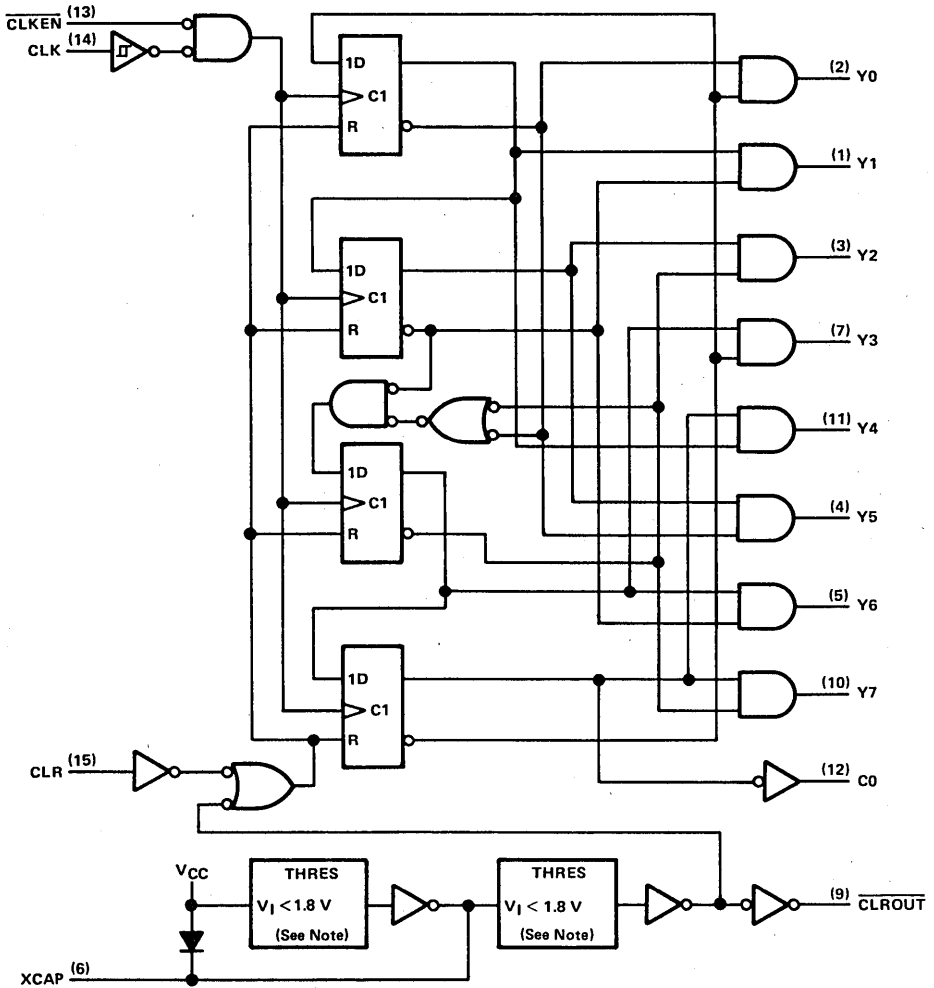 CLKEN (13)
CLK (14)
1D
C1
R
(2) Y0
(1) Y1
1D
C1
R
(3) Y2
(7) Y3
(11) Y4
1D
C1
R
(4) Y5
(5) Y6
1D
C1
R
(10) Y7
CLR (15)
(12) C0
VCC
THRES
VI < 1.8 V
(See Note)
THRES
VI < 1.8 V
(See Note)
(9) CLROUT
XCAP (6)